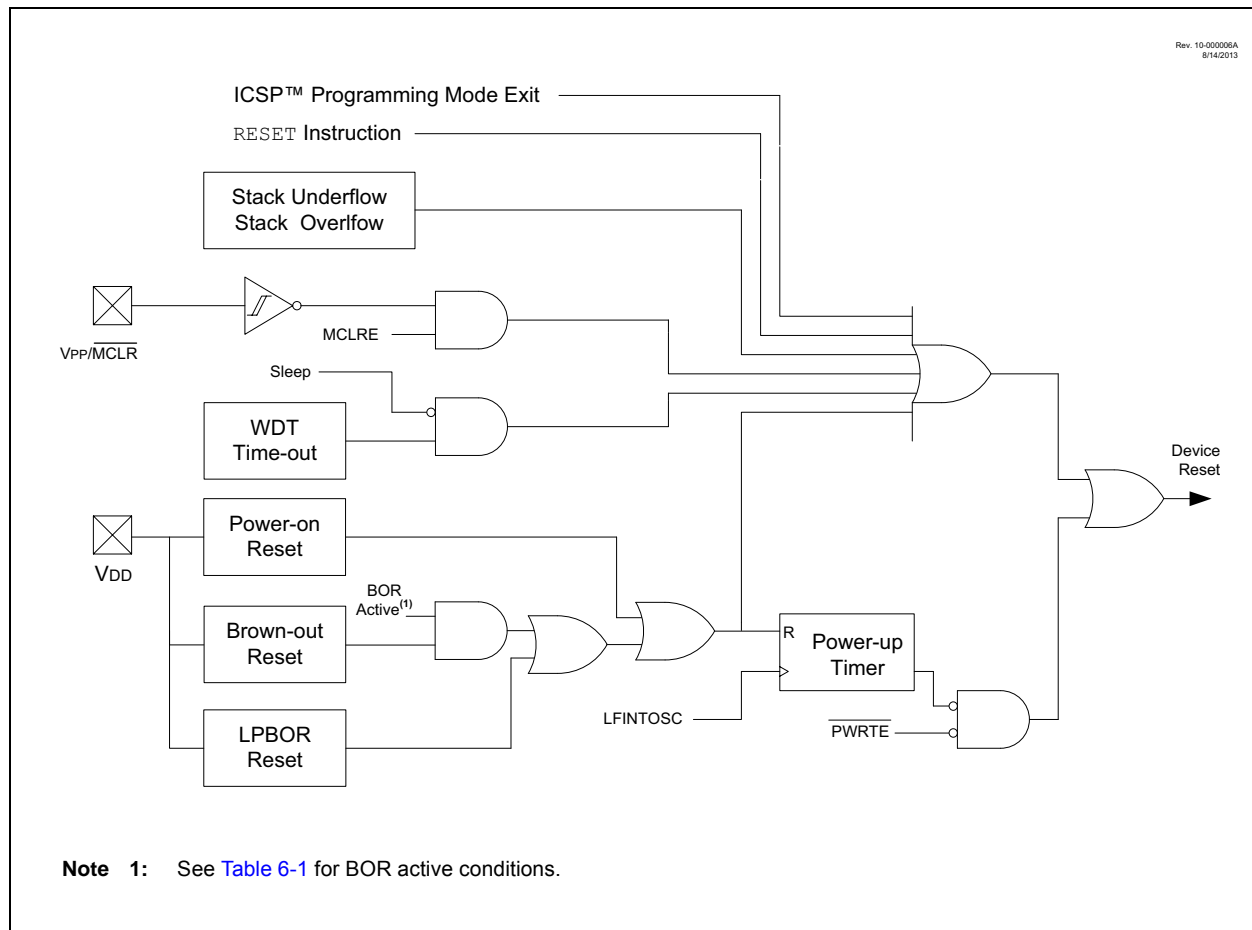 Rev. 10-000006A
8/14/2013
ICSP™ Programming Mode Exit
RESET Instruction
Stack Underflow
Stack Overlfow
VPP/MCLR
MCLRE
Sleep
WDT
Time-out
Device
Reset
VDD
Power-on
Reset
BOR
Active(1)
Brown-out
Reset
R
Power-up
Timer
LFINTOSC
PWRTE
LPBOR
Reset
Note 1: See Table 6-1 for BOR active conditions.